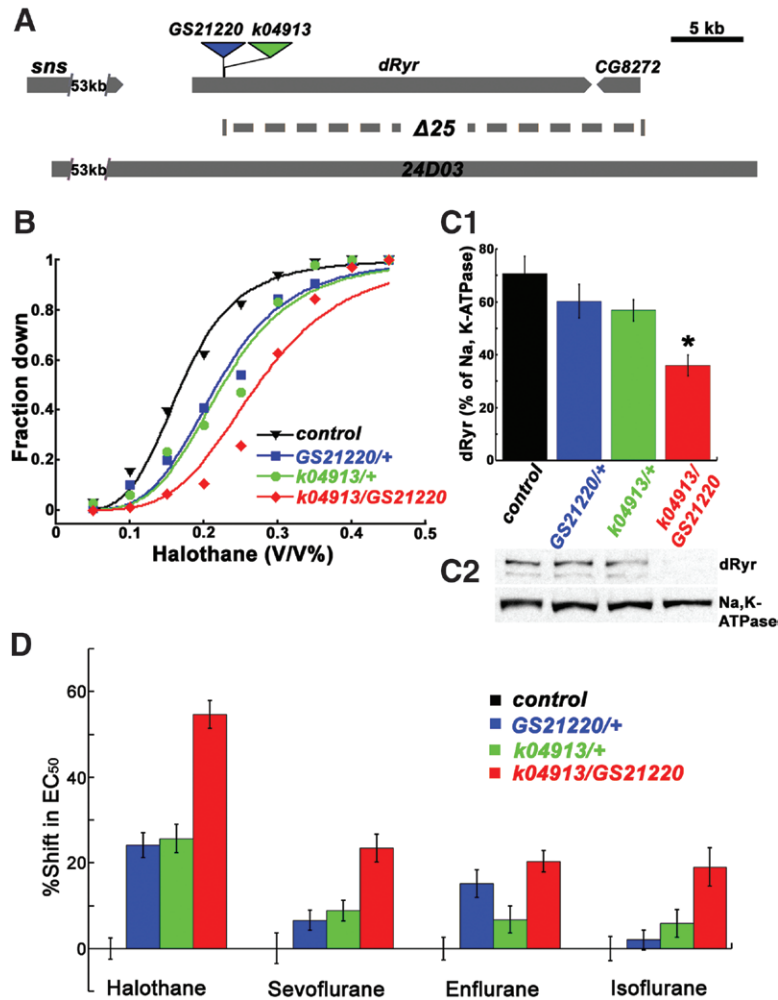 A
GS21220 k04913
5 kb
sns
53kb
dRyr
CG8272
Δ25
53kb
24D03
B
Fraction down
1
0.8
0.6
0.4
0.2
0
0 0.1 0.2 0.3 0.4 0.5
Halothane (V/V%)
control
GS21220/+
k04913/+
k04913/GS21220
C1
dRyr (% of Na, K-ATPase)
80
60
40
20
0
control
GS21220/+
k04913/+
k04913/
GS21220
*
C2
dRyr
Na,K-
ATPase
D
%Shift in EC50
60
40
20
0
control
GS21220/+
k04913/+
k04913/GS21220
Halothane Sevoflurane Enflurane Isoflurane